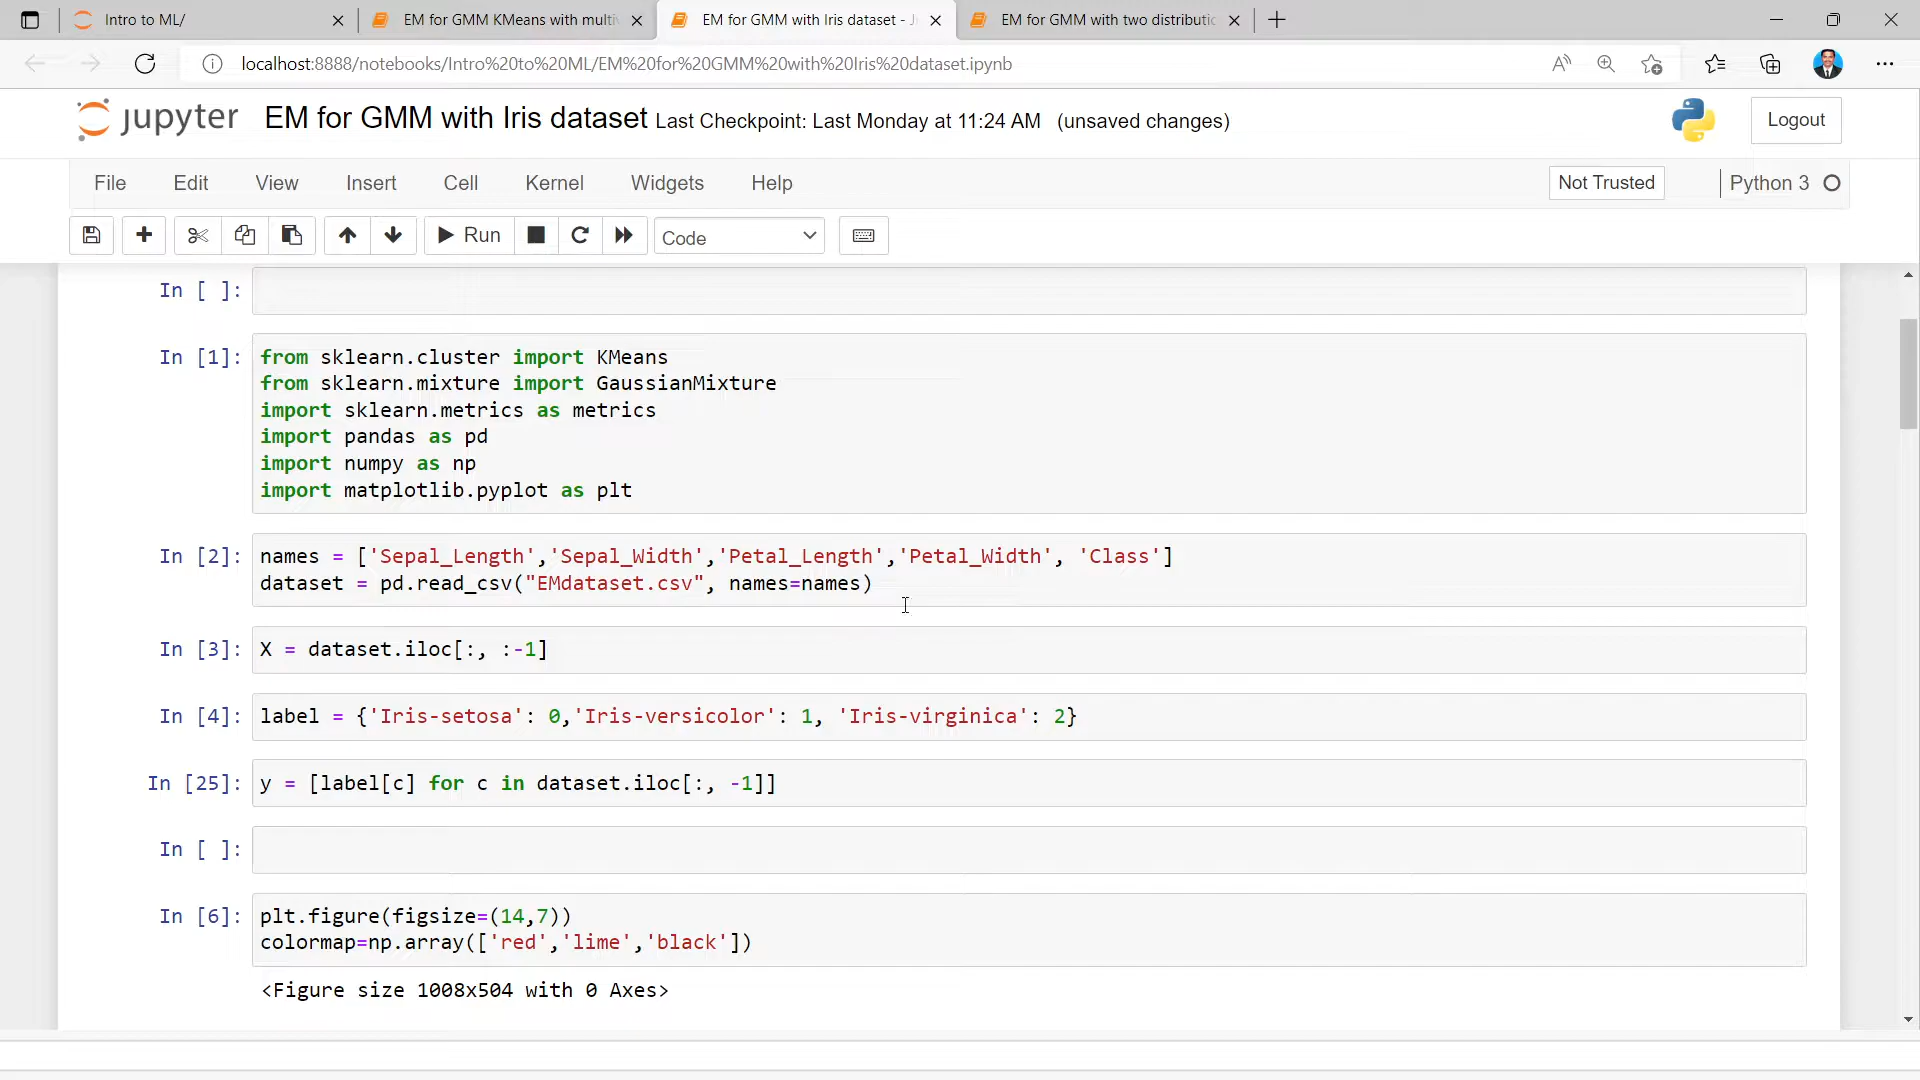 Intro to ML/
EM for GMM KMeans with multiv
EM for GMM with Iris dataset - J
EM for GMM with two distributic
localhost:8888/notebooks/Intro%20to%20ML/EM%20for%20GMM%20with%20Iris%20dataset.ipynb
jupyter EM for GMM with Iris dataset Last Checkpoint: Last Monday at 11:24 AM (unsaved changes)
Logout
File Edit View Insert Cell Kernel Widgets Help
Not Trusted
Python 3
Run
Code
In [ ]:
In [1]: from sklearn.cluster import KMeans
from sklearn.mixture import GaussianMixture
import sklearn.metrics as metrics
import pandas as pd
import numpy as np
import matplotlib.pyplot as plt
In [2]: names = ['Sepal_Length','Sepal_Width','Petal_Length','Petal_Width', 'Class']
dataset = pd.read_csv("EMdataset.csv", names=names)
In [3]: X = dataset.iloc[:, :-1]
In [4]: label = {'Iris-setosa': 0,'Iris-versicolor': 1, 'Iris-virginica': 2}
In [25]: y = [label[c] for c in dataset.iloc[:, -1]]
In [ ]:
In [6]: plt.figure(figsize=(14,7))
colormap=np.array(['red','lime','black'])
<Figure size 1008x504 with 0 Axes>